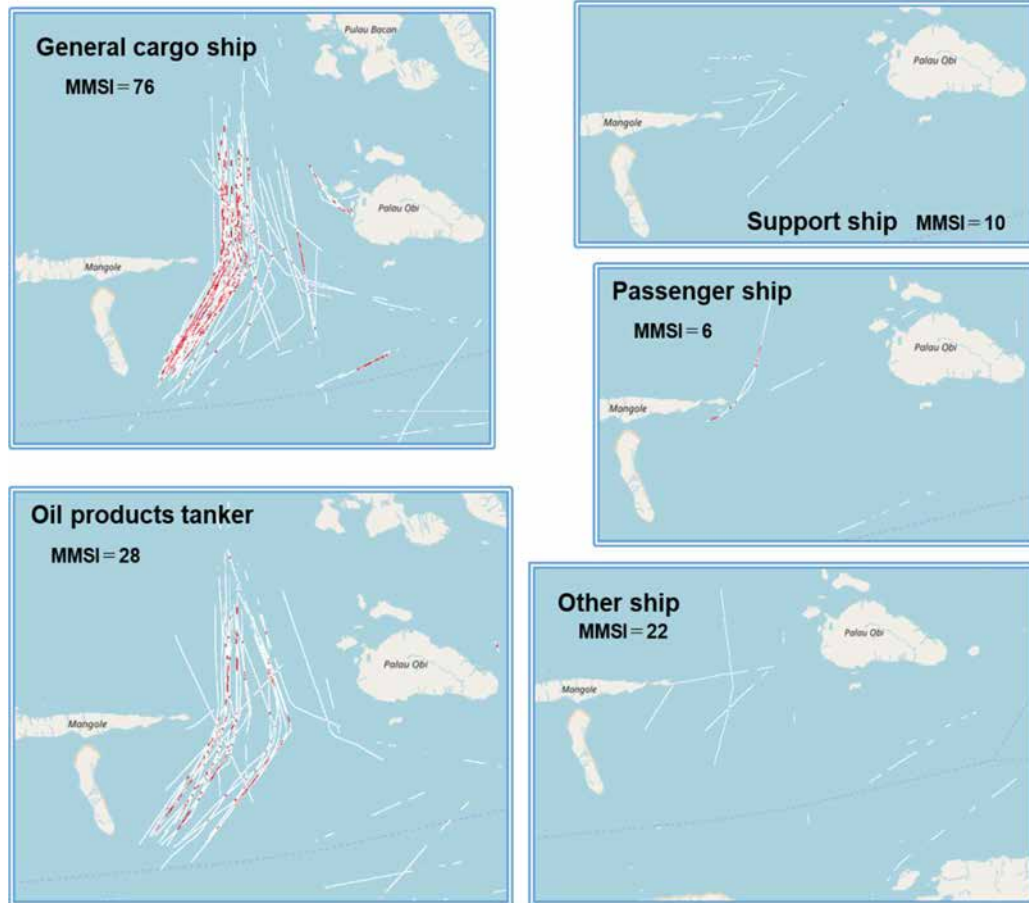 General cargo ship
MMSI = 76
Pulau Bacan
Palau Obi
Mangole
Palau Obi
Mangole
Support ship MMSI = 10
Passenger ship
MMSI = 6
Palau Obi
Mangole
Oil products tanker
MMSI = 28
Palau Obi
Mangole
Other ship
MMSI = 22
Palau Obi
Mangole